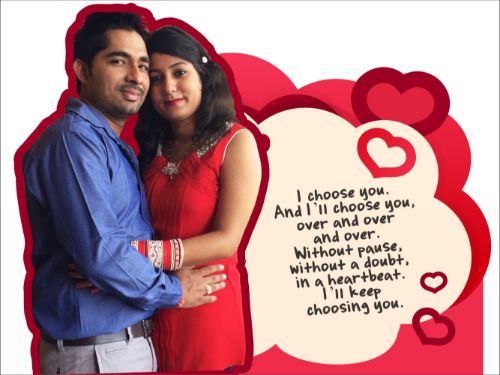 I choose you.
And I'll choose you,
over and over
and over.
Without pause,
without a doubt,
in a heartbeat.
I'll keep
choosing you.